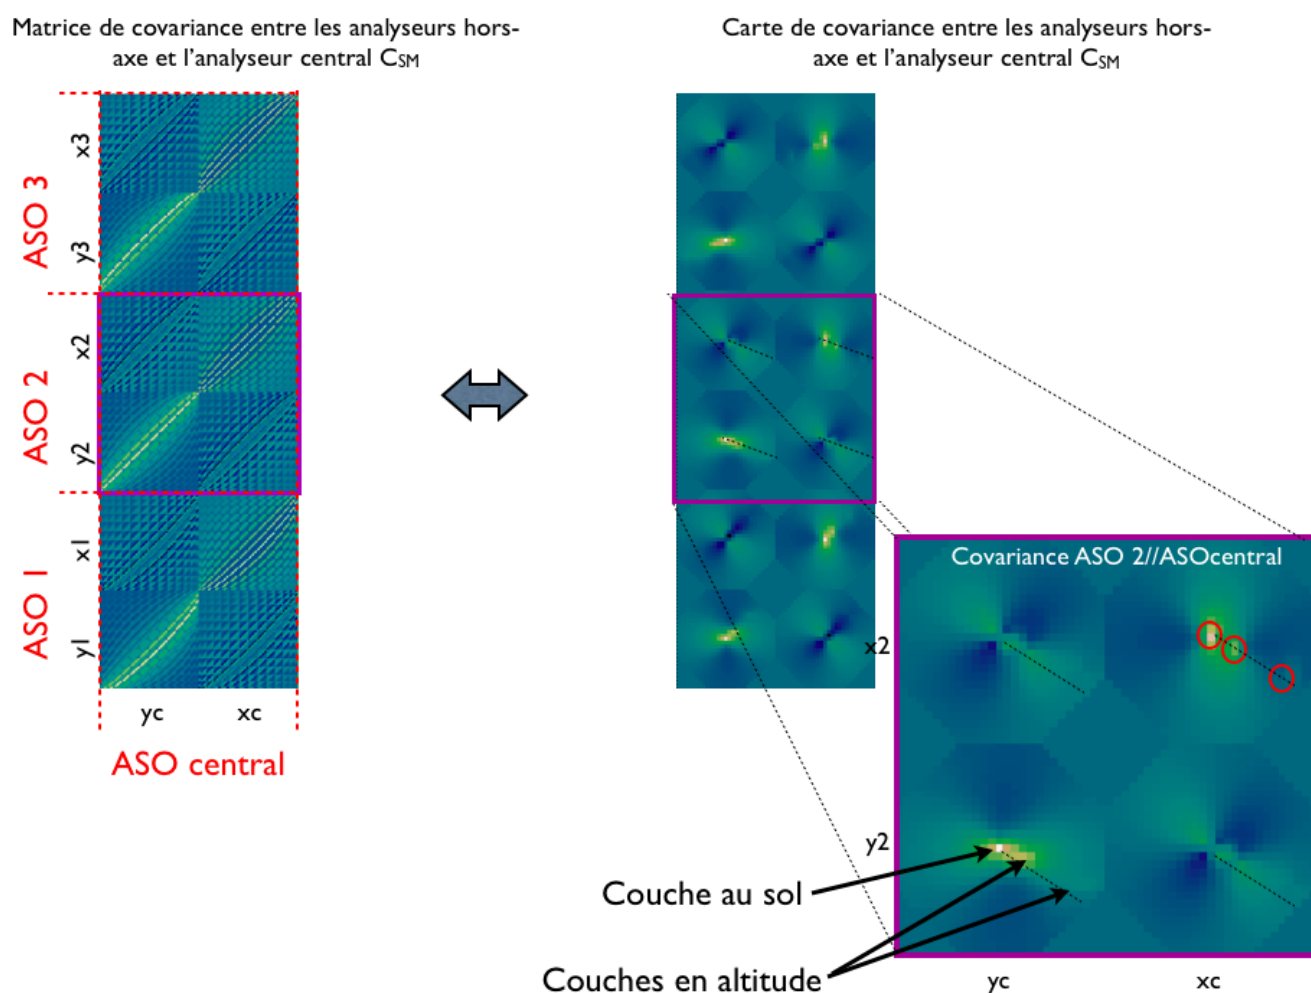 Matrice de covariance entre les analyseurs hors-
axe et l'analyseur central CSM
Carte de covariance entre les analyseurs hors-
axe et l'analyseur central CSM
ASO 3
x3
y3
ASO 2
x2
y2
ASO 1
x1
y1
yc
xc
ASO central
Covariance ASO 2//ASOcentral
x2
y2
Couche au sol
Couches en altitude
yc
xc